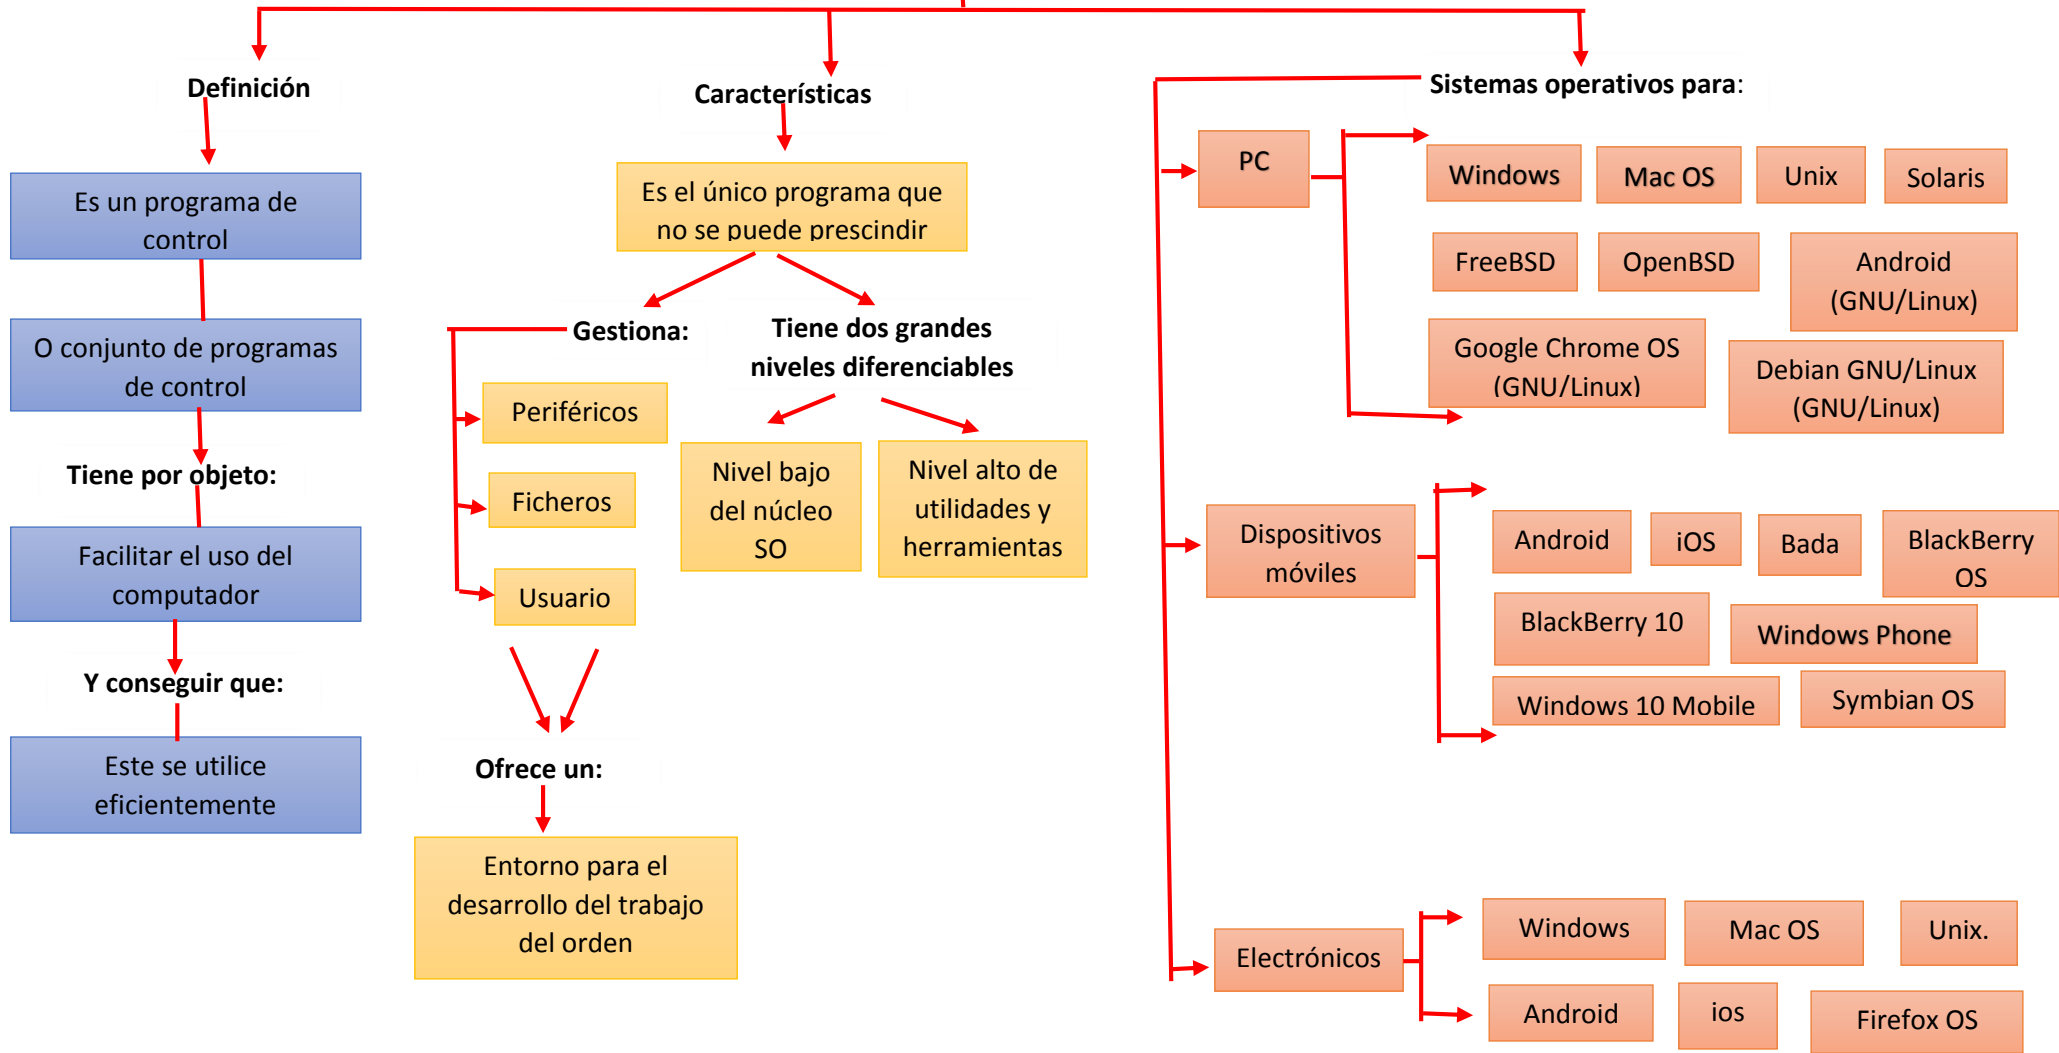 Definición
Es un programa de
control
O conjunto de programas
de control
Tiene por objeto:
Facilitar el uso del
computador
Y conseguir que:
Este se utilice
eficientemente
Características
Es el único programa que
no se puede prescindir
Gestiona:
Periféricos
Ficheros
Usuario
Tiene dos grandes
niveles diferenciables
Nivel bajo
del núcleo
SO
Nivel alto de
utilidades y
herramientas
Ofrece un:
Entorno para el
desarrollo del trabajo
del orden
Sistemas operativos para:
PC
Windows
Mac OS
Unix
Solaris
FreeBSD
OpenBSD
Android
(GNU/Linux)
Google Chrome OS
(GNU/Linux)
Debian GNU/Linux
(GNU/Linux)
Dispositivos
móviles
Android
iOS
Bada
BlackBerry
OS
BlackBerry 10
Windows Phone
Windows 10 Mobile
Symbian OS
Electrónicos
Windows
Mac OS
Unix.
Android
ios
Firefox OS